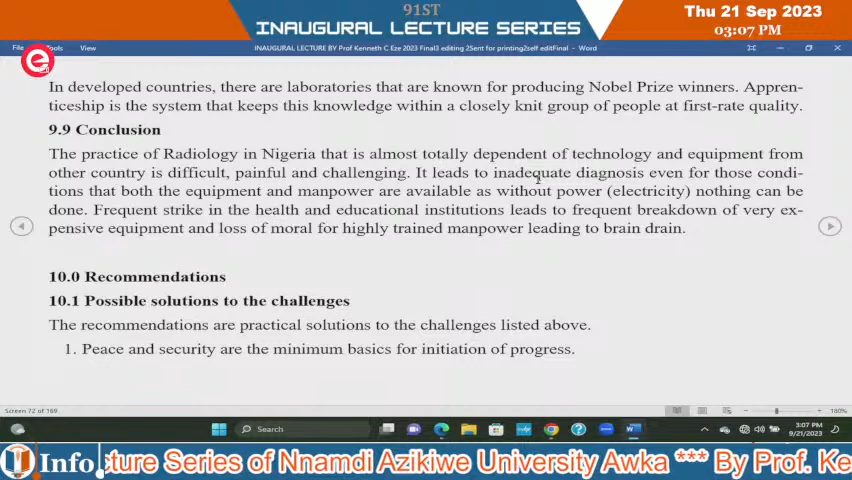 91ST
INAUGURAL LECTURE SERIES
Thu 21 Sep 2023
03:07 PM
File Tools View
INAUGURAL LECTURE BY Prof Kenneth C Eze 2023 Final3 editing 2Sent for printing2self editFinal - Word
In developed countries, there are laboratories that are known for producing Nobel Prize winners. Appren-
ticeship is the system that keeps this knowledge within a closely knit group of people at first-rate quality.
9.9 Conclusion
The practice of Radiology in Nigeria that is almost totally dependent of technology and equipment from
other country is difficult, painful and challenging. It leads to inadequate diagnosis even for those condi-
tions that both the equipment and manpower are available as without power (electricity) nothing can be
done. Frequent strike in the health and educational institutions leads to frequent breakdown of very ex-
pensive equipment and loss of moral for highly trained manpower leading to brain drain.
10.0 Recommendations
10.1 Possible solutions to the challenges
The recommendations are practical solutions to the challenges listed above.
1. Peace and security are the minimum basics for initiation of progress.
Screen 72 of 169
160%
Search
3:07 PM
9/21/2023
Info
cture Series of Nnamdi Azikiwe University Awka *** By Prof. Ke